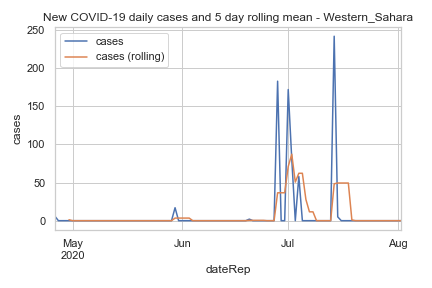 New COVID-19 daily cases and 5 day rolling mean - Western_Sahara
cases
cases (rolling)
250
200
150
100
50
0
cases
May
2020
Jun
Jul
Aug
dateRep